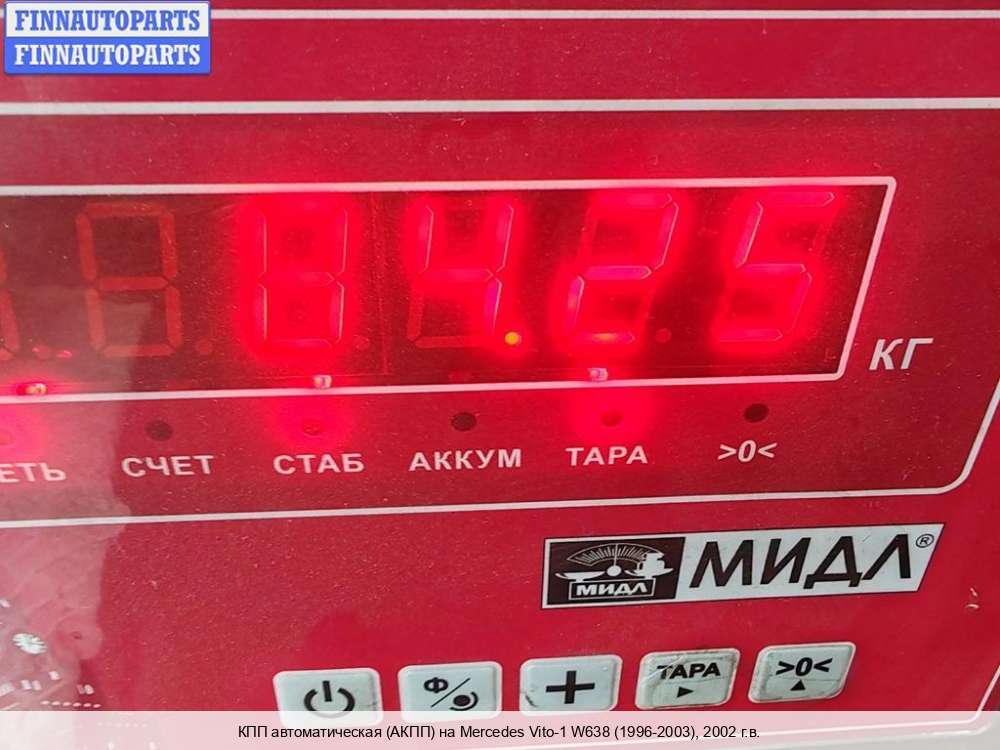 FINNAUTOPARTS
FINNAUTOPARTS
84.25
КГ
ЕТЬ СЧЕТ СТАБ АККУМ ТАРА >0<
МИДЛ МИДЛ®
Ф/ + ТАРА >0<
КПП автоматическая (АКПП) на Mercedes Vito-1 W638 (1996-2003), 2002 г.в.